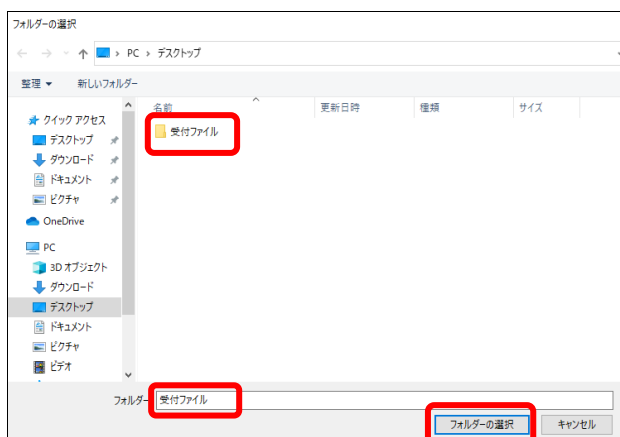 フォルダーの選択
PC › デスクトップ
整理 新しいフォルダー
名前 更新日時 種類 サイズ
受付ファイル
クイック アクセス
デスクトップ
ダウンロード
ドキュメント
ピクチャ
OneDrive
PC
3D オブジェクト
ダウンロード
デスクトップ
ドキュメント
ピクチャ
ビデオ
フォルダー 受付ファイル
フォルダーの選択 キャンセル